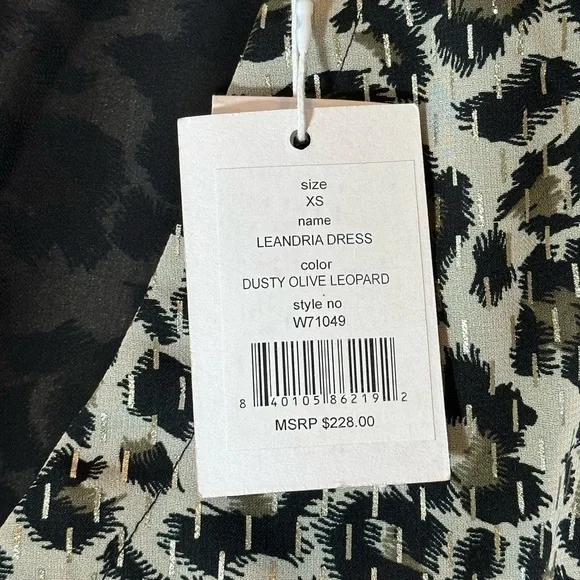 size
XS
name
LEANDRIA DRESS
color
DUSTY OLIVE LEOPARD
style no
W71049
8 40105 86219 2
MSRP $228.00